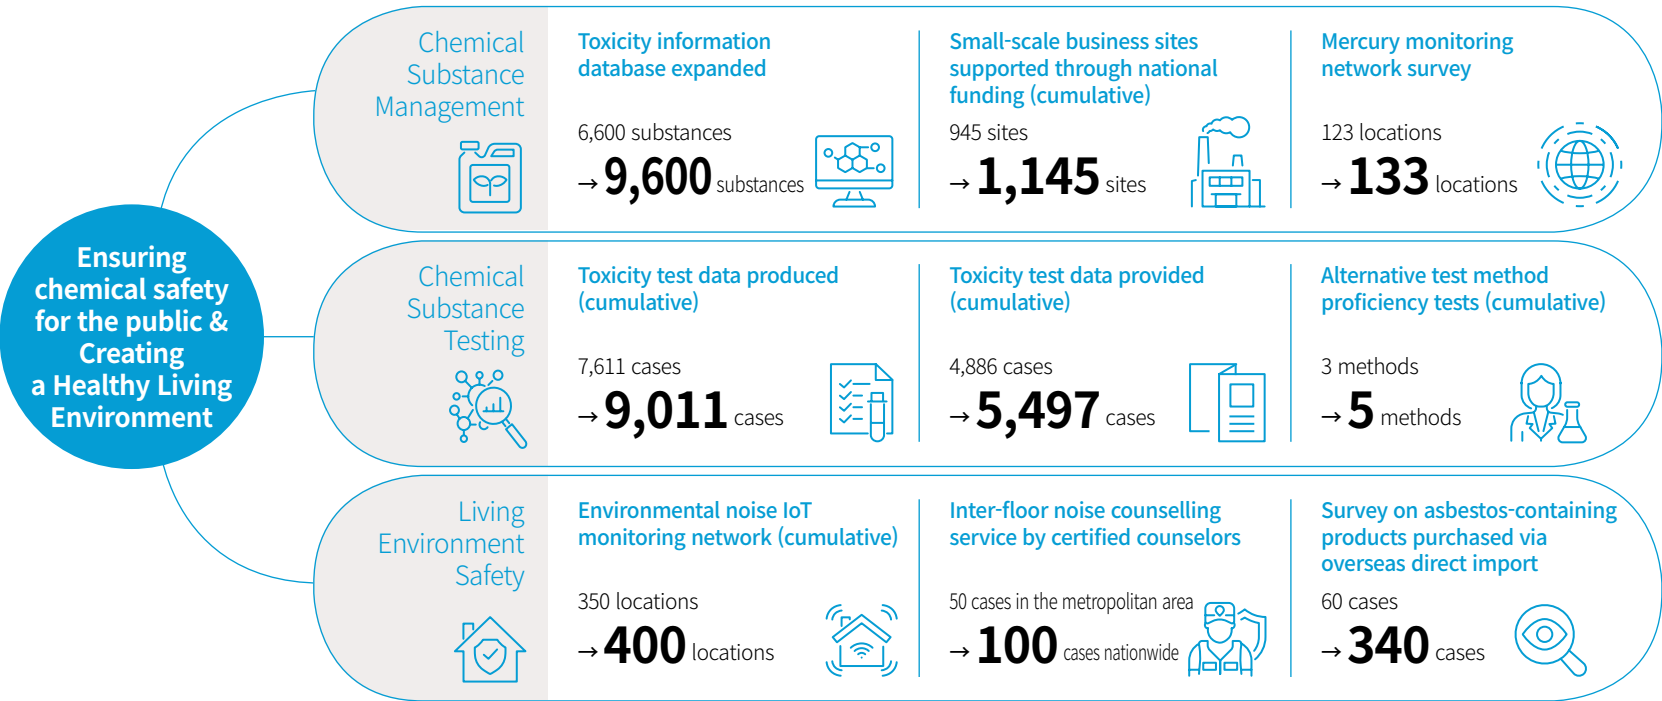 Ensuring
chemical safety
for the public &
Creating
a Healthy Living
Environment
Chemical
Substance
Management
Toxicity information
database expanded
6,600 substances
→ 9,600 substances
Small-scale business sites
supported through national
funding (cumulative)
945 sites
→ 1,145 sites
Mercury monitoring
network survey
123 locations
→ 133 locations
Chemical
Substance
Testing
Toxicity test data produced
(cumulative)
7,611 cases
→ 9,011 cases
Toxicity test data provided
(cumulative)
4,886 cases
→ 5,497 cases
Alternative test method
proficiency tests (cumulative)
3 methods
→ 5 methods
Living
Environment
Safety
Environmental noise IoT
monitoring network (cumulative)
350 locations
→ 400 locations
Inter-floor noise counselling
service by certified counselors
50 cases in the metropolitan area
→ 100 cases nationwide
Survey on asbestos-containing
products purchased via
overseas direct import
60 cases
→ 340 cases